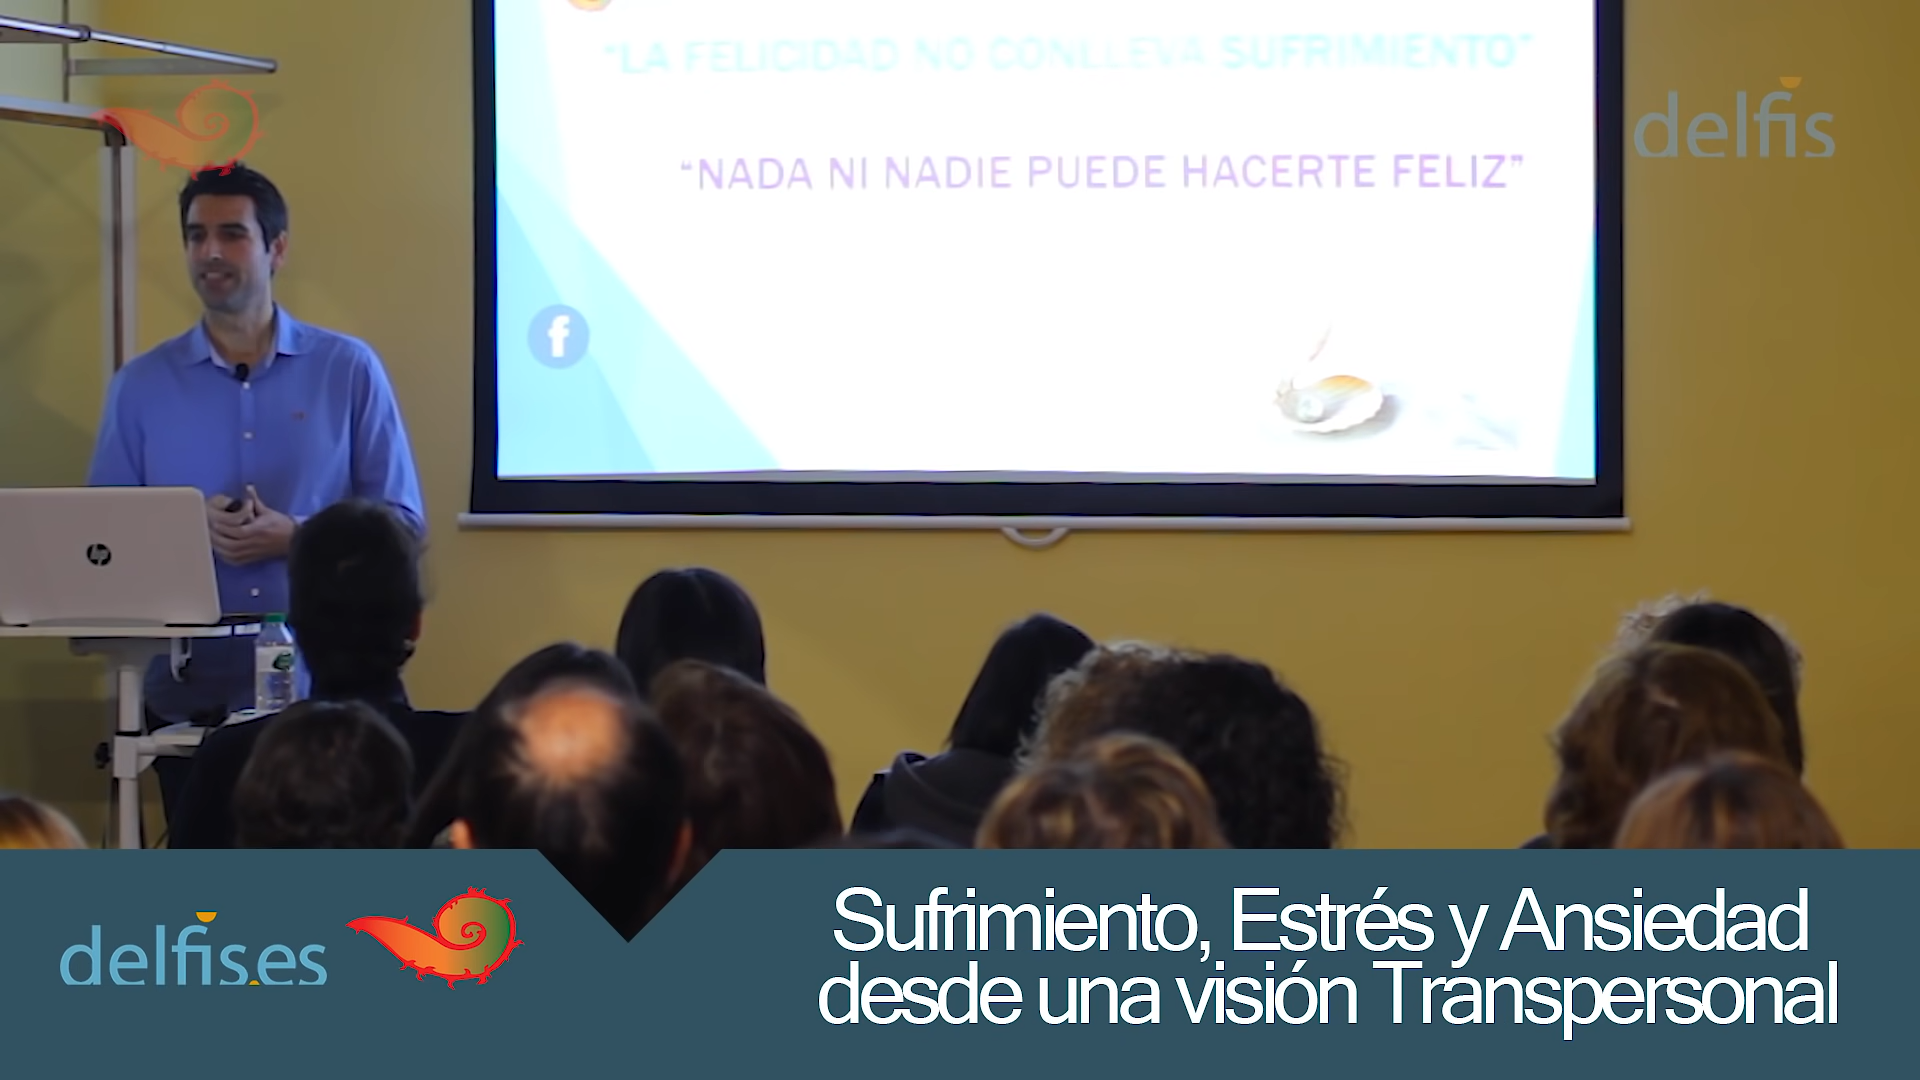 "LA FELICIDAD NO CONLLEVA SUFRIMIENTO"
"NADA NI NADIE PUEDE HACERTE FELIZ"
delfis
f
hp
delfis.es
Sufrimiento, Estrés y Ansiedad
desde una visión Transpersonal